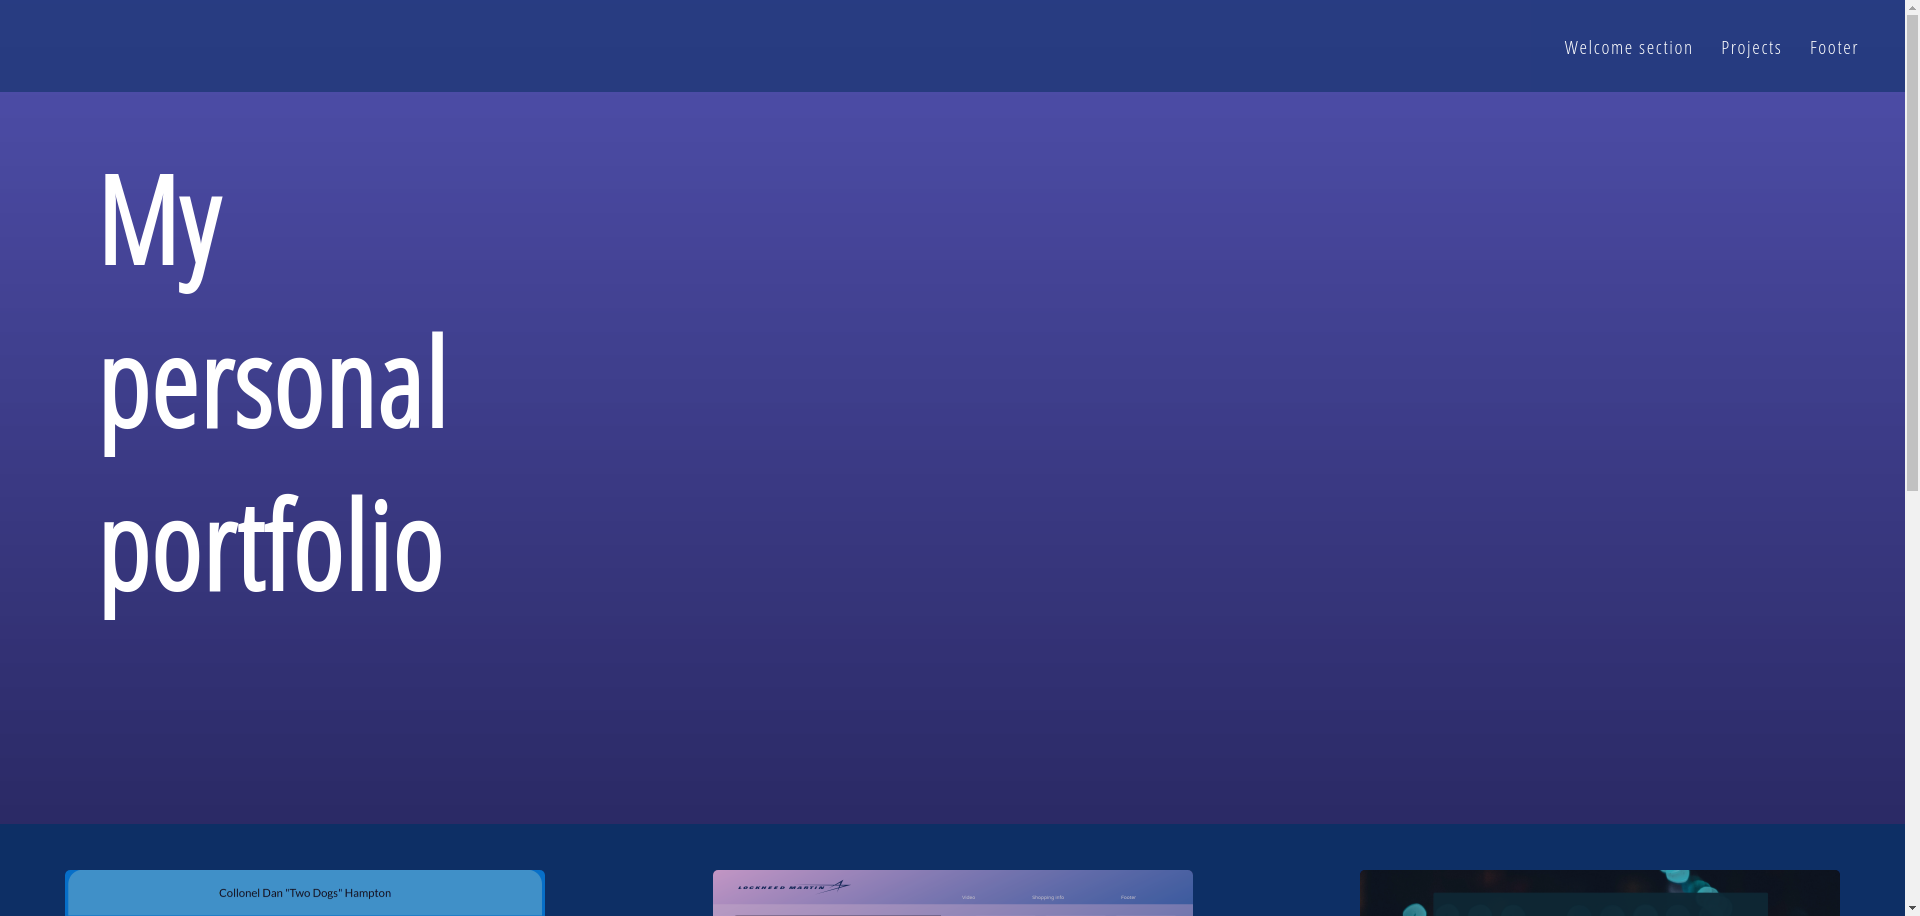 Welcome section Projects Footer
My
personal
portfolio
Collonel Dan "Two Dogs" Hampton
LOCKHEED MARTIN
Video Shopping Info Footer